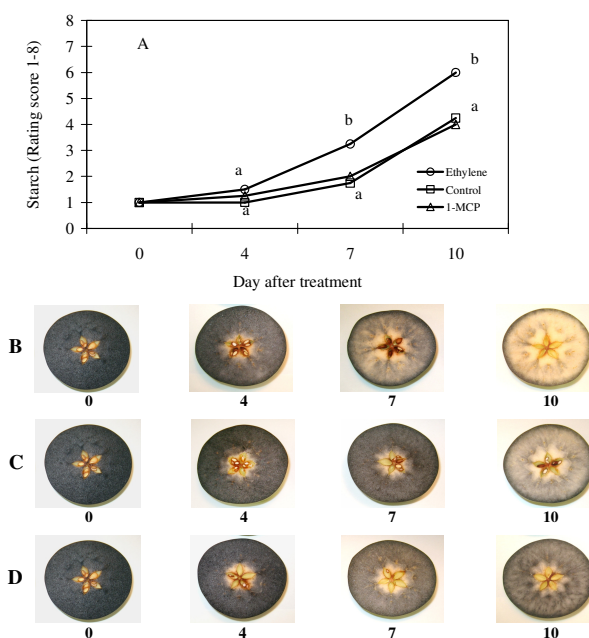 A
8
7
6
5
4
3
2
1
0
Starch (Rating score 1-8)
a
a
b
a
b
a
Ethylene
Control
1-MCP
0 4 7 10
Day after treatment
B
0 4 7 10
C
0 4 7 10
D
0 4 7 10